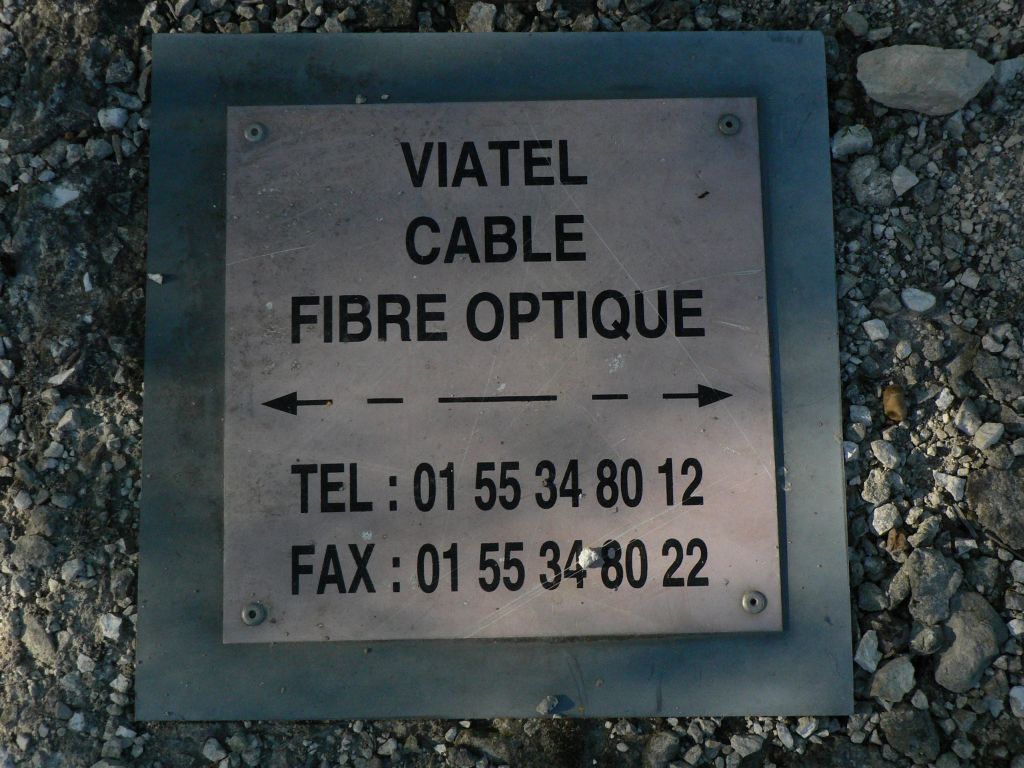 VIATEL
CABLE
FIBRE OPTIQUE
TEL : 01 55 34 80 12
FAX : 01 55 34 80 22